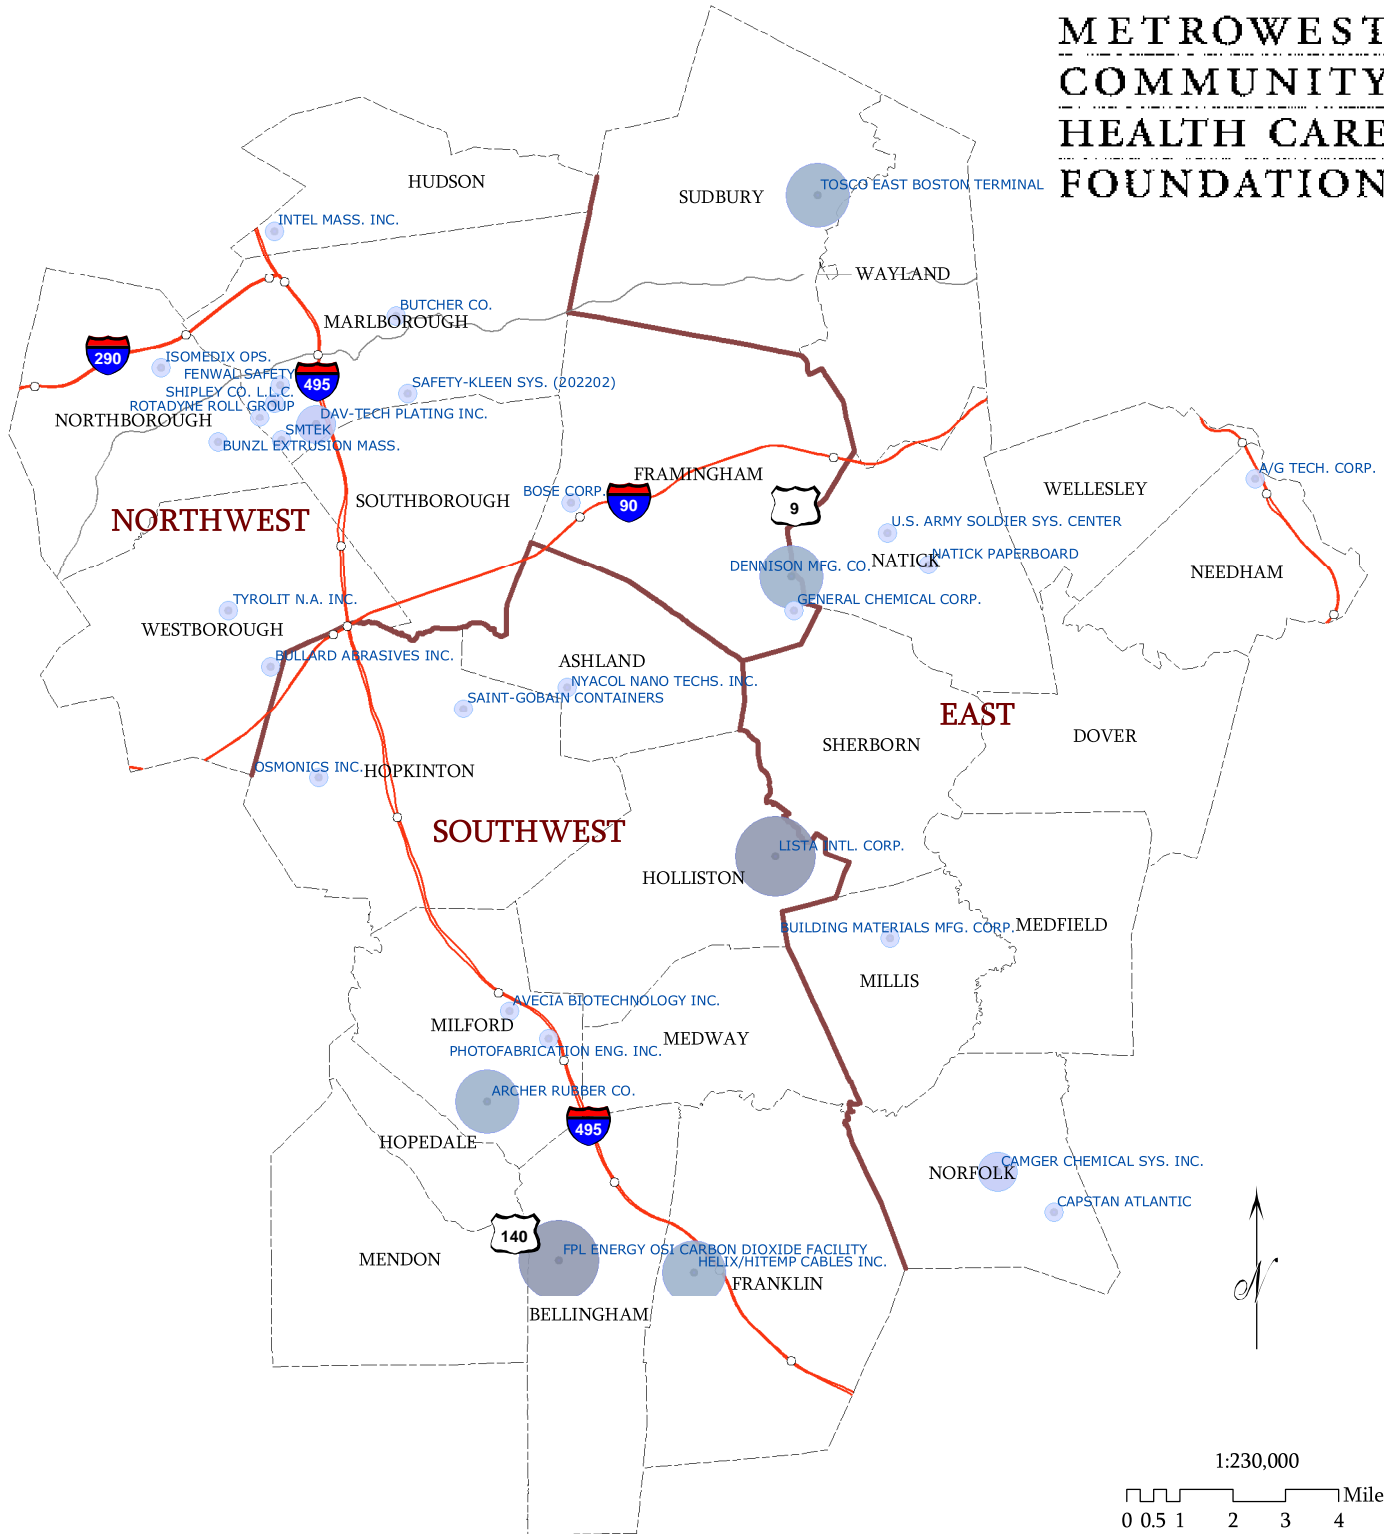 METROWEST
COMMUNITY
HEALTH CARE
FOUNDATION
HUDSON
SUDBURY
TOSCO EAST BOSTON TERMINAL
INTEL MASS. INC.
WAYLAND
BUTCHER CO.
MARLBOROUGH
290
ISOMEDIX OPS.
FENWAL SAFETY
495
SAFETY-KLEEN SYS. (202202)
SHIPLEY CO. L.L.C.
ROTADYNE ROLL GROUP
DAV-TECH PLATING INC.
NORTHBOROUGH
SMTEK
BUNZL EXTRUSION MASS.
A/G TECH. CORP.
FRAMINGHAM
WELLESLEY
BOSE CORP.
SOUTHBOROUGH
90
9
NORTHWEST
U.S. ARMY SOLDIER SYS. CENTER
NATICK
NATICK PAPERBOARD
DENNISON MFG. CO.
NEEDHAM
TYROLIT N.A. INC.
GENERAL CHEMICAL CORP.
WESTBOROUGH
BULLARD ABRASIVES INC.
ASHLAND
NYACOL NANO TECHS. INC.
SAINT-GOBAIN CONTAINERS
EAST
SHERBORN
DOVER
OSMONICS INC.
HOPKINTON
SOUTHWEST
LISTA INTL. CORP.
HOLLISTON
BUILDING MATERIALS MFG. CORP.
MEDFIELD
MILLIS
AVECIA BIOTECHNOLOGY INC.
MILFORD
MEDWAY
PHOTOFABRICATION ENG. INC.
ARCHER RUBBER CO.
495
HOPEDALE
CAMGER CHEMICAL SYS. INC.
NORFOLK
CAPSTAN ATLANTIC
140
FPL ENERGY OSI CARBON DIOXIDE FACILITY
MENDON
HELIX/HITEMP CABLES INC.
FRANKLIN
BELLINGHAM
N
1:230,000
Mile
0 0.5 1 2 3 4